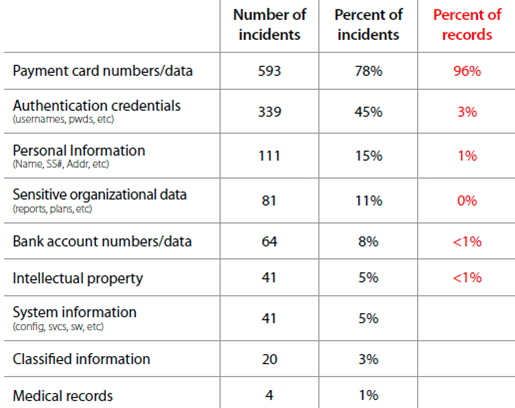 Number of incidents Percent of incidents Percent of records
Payment card numbers/data 593 78% 96%
Authentication credentials 339 45% 3%
(usernames, pwds, etc)
Personal Information 111 15% 1%
(Name, SS#, Addr, etc)
Sensitive organizational data 81 11% 0%
(reports, plans, etc)
Bank account numbers/data 64 8% <1%
Intellectual property 41 5% <1%
System information 41 5%
(config, svcs, sw, etc)
Classified information 20 3%
Medical records 4 1%